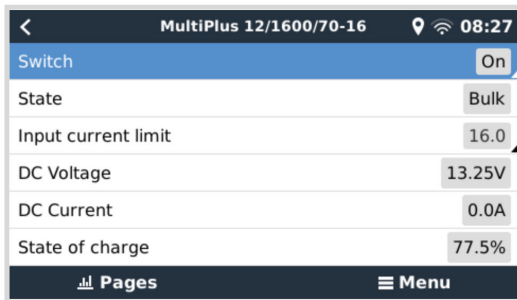 MultiPlus 12/1600/70-16 08:27
Switch On
State Bulk
Input current limit 16.0
DC Voltage 13.25V
DC Current 0.0A
State of charge 77.5%
Pages Menu